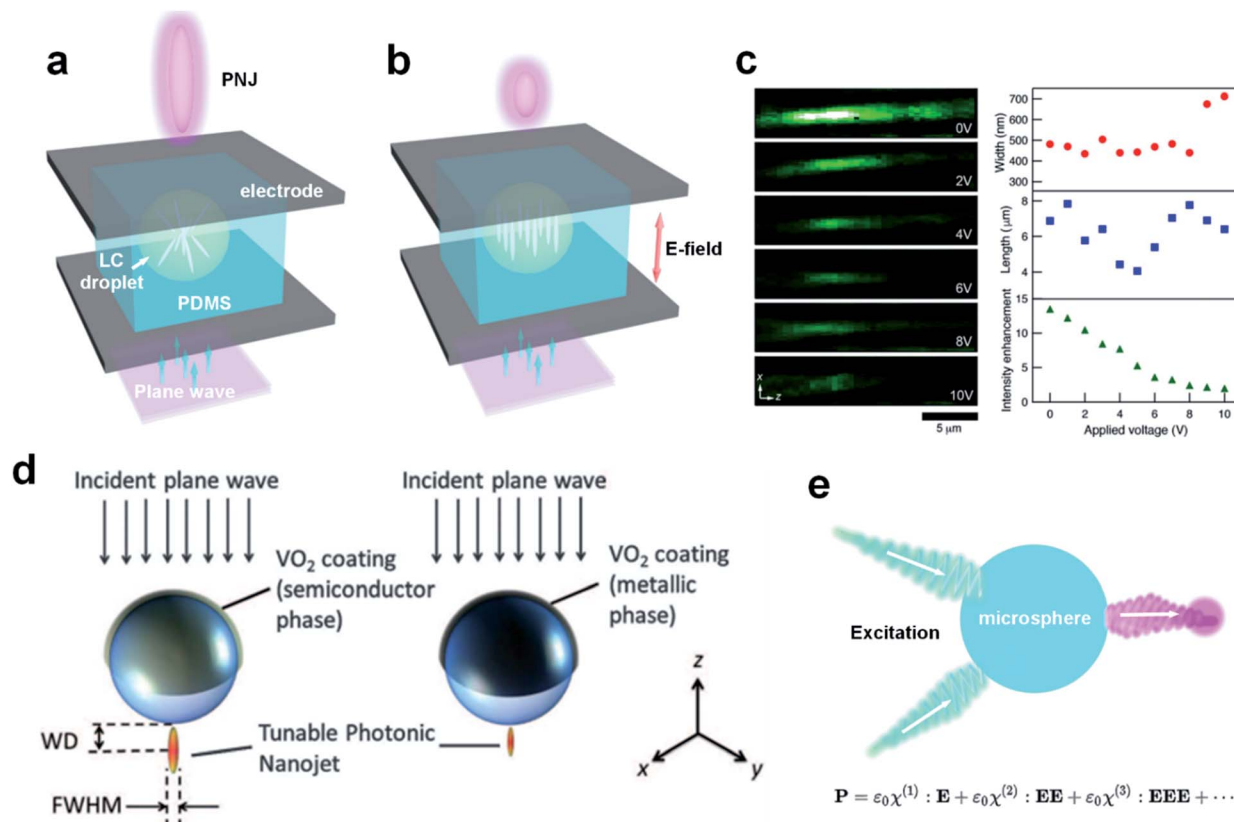 a
PNJ
electrode
LC
droplet
PDMS
Plane wave
b
E-field
c
0V
2V
4V
6V
8V
10V
x
z
5 μm
Width (nm)
700
600
500
400
300
Length (μm)
8
4
Intensity enhancement
15
10
5
0
0 2 4 6 8 10
Applied voltage (V)
d
Incident plane wave
VO₂ coating
(semiconductor
phase)
WD
FWHM
Tunable Photonic
Nanojet
Incident plane wave
VO₂ coating
(metallic
phase)
z
x
y
e
Excitation
microsphere
P = ε₀χ⁽¹⁾ : E + ε₀χ⁽²⁾ : EE + ε₀χ⁽³⁾ : EEE + ⋯